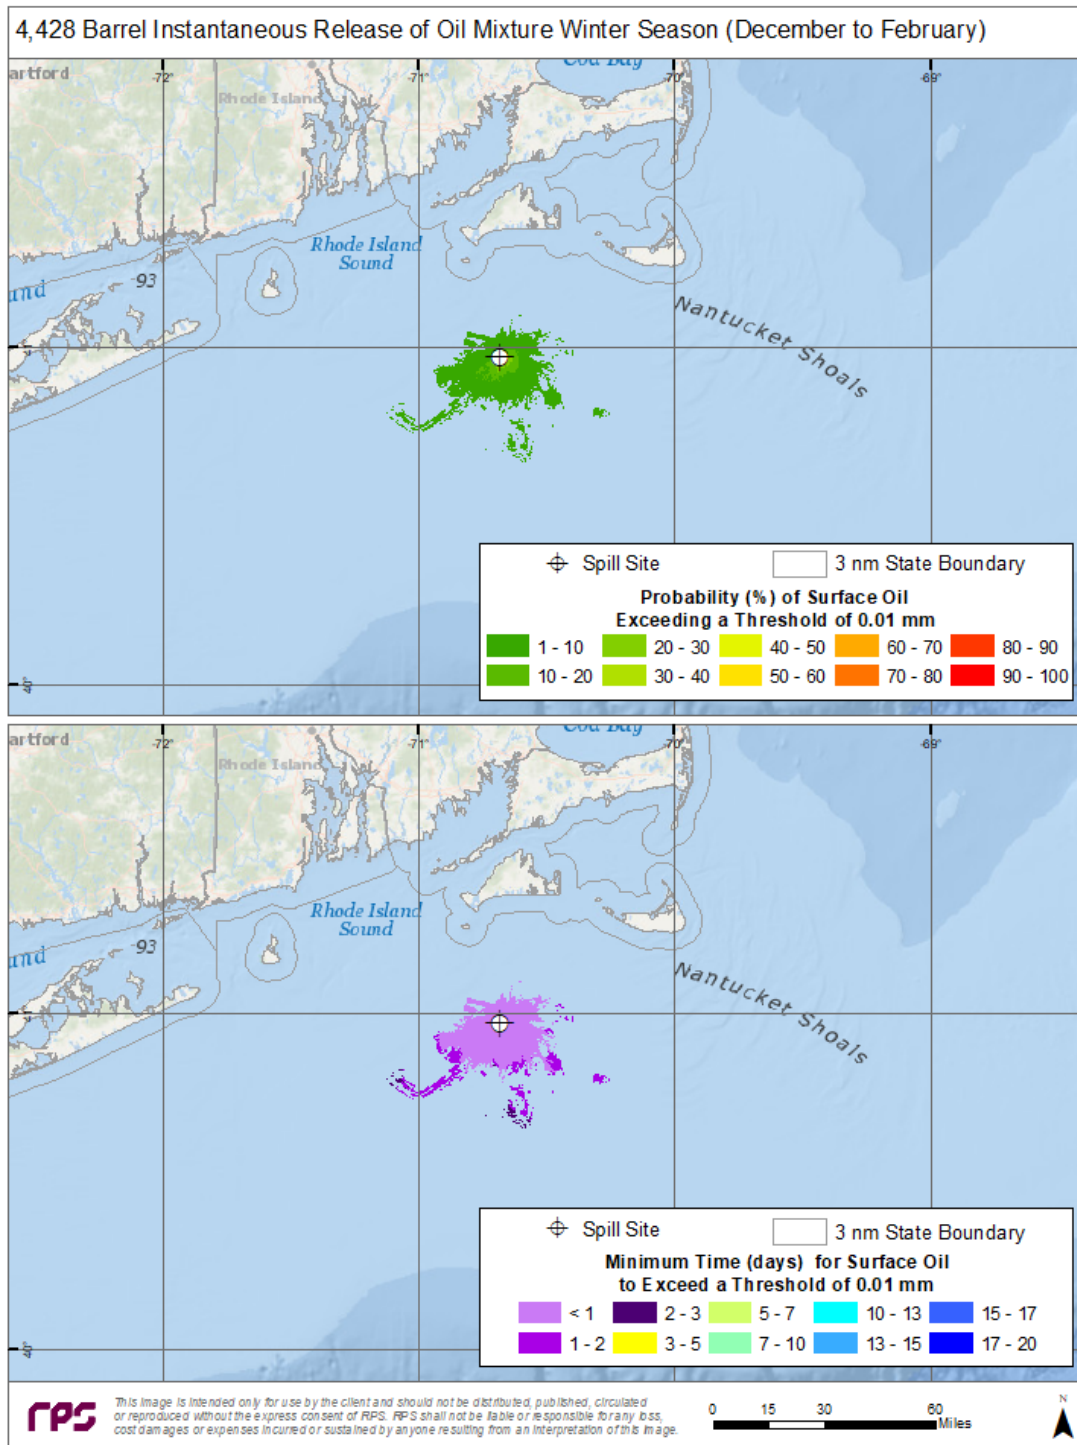 4,428 Barrel Instantaneous Release of Oil Mixture Winter Season (December to February)
artford
-72°
-71°
Cod Bay
-70°
-69°
Rhode Island
Rhode Island
Sound
93
and
Nantucket Shoals
Spill Site
3 nm State Boundary
Probability (%) of Surface Oil
Exceeding a Threshold of 0.01 mm
1 - 10
20 - 30
40 - 50
60 - 70
80 - 90
10 - 20
30 - 40
50 - 60
70 - 80
90 - 100
40°
artford
-72°
-71°
Cod Bay
-70°
-69°
Rhode Island
Rhode Island
Sound
93
and
Nantucket Shoals
Spill Site
3 nm State Boundary
Minimum Time (days) for Surface Oil
to Exceed a Threshold of 0.01 mm
< 1
2 - 3
5 - 7
10 - 13
15 - 17
1 - 2
3 - 5
7 - 10
13 - 15
17 - 20
40°
rps
This image is intended only for use by the client and should not be distributed, published, circulated
or reproduced without the express consent of RPS. RPS shall not be liable or responsible for any loss,
cost damages or expenses incurred or sustained by anyone resulting from an interpretation of this image.
0 15 30 60
Miles
N